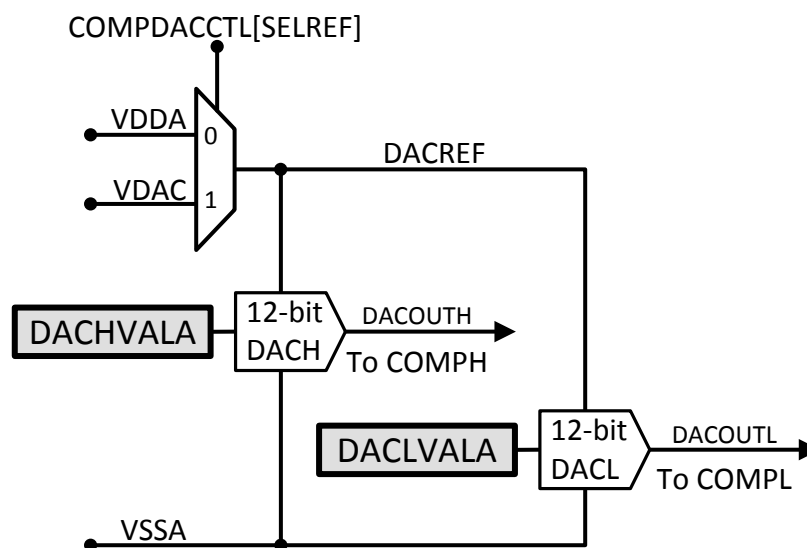 COMPDACCTL[SELREF]
VDDA
0
DACREF
VDAC
1
12-bit
DACH
DACHVALA
DACOUTH
To COMPH
12-bit
DACL
DACLVALA
DACOUTL
To COMPL
VSSA